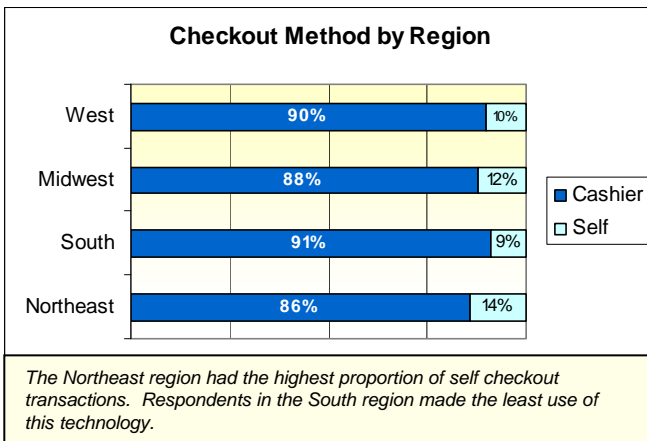 Checkout Method by Region
West
90%
10%
Midwest
88%
12%
South
91%
9%
Northeast
86%
14%
Cashier
Self
The Northeast region had the highest proportion of self checkout
transactions. Respondents in the South region made the least use of
this technology.